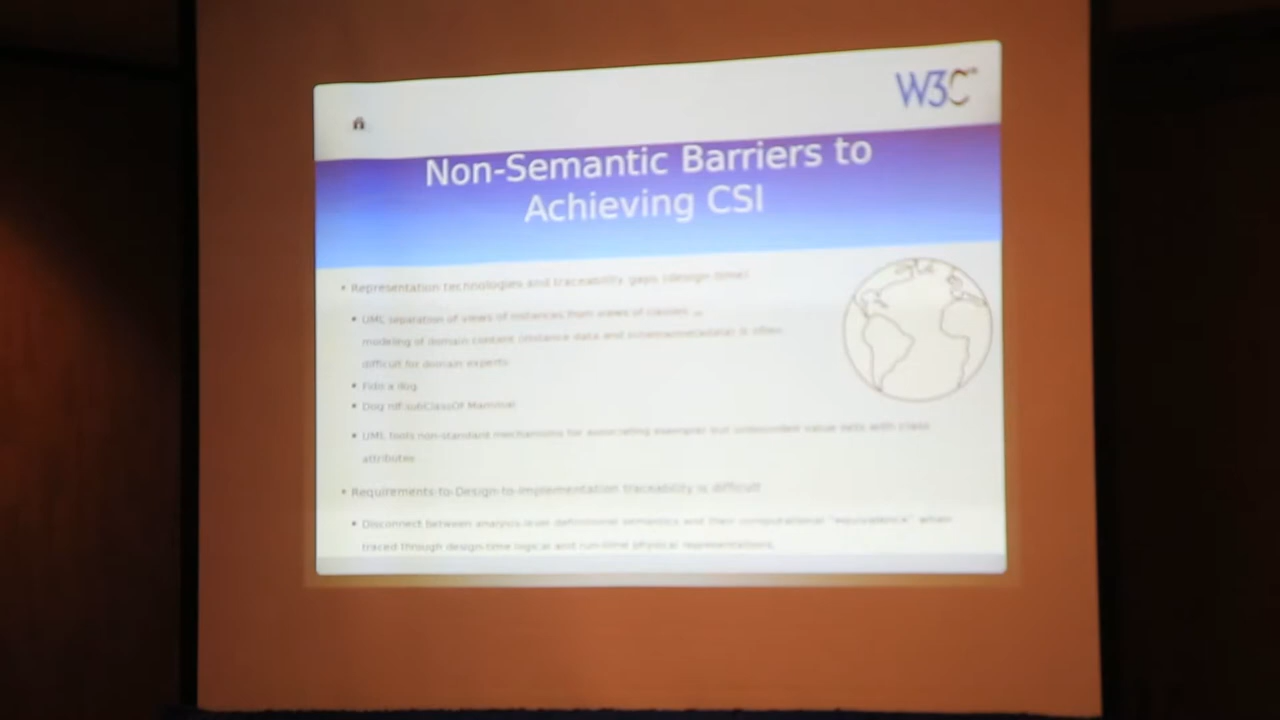 W3C
Non-Semantic Barriers to
Achieving CSI
• Representation technologies and traceability gaps (design-time)
• UML separation of views of instances from views of classes
modeling of domain content (instance data and is often
difficult for domain experts
• Fido a dog
• Dog rdf:subClassOf Mammal
• UML tools non-standard mechanisms for associating exemplar but unbounded value sets with class
attributes
• Requirements-to-Design-to-Implementation traceability is difficult
• Disconnect between analysis-level definitional semantics and their computational "equivalence" when
traced through design-time logical and run-time physical representations